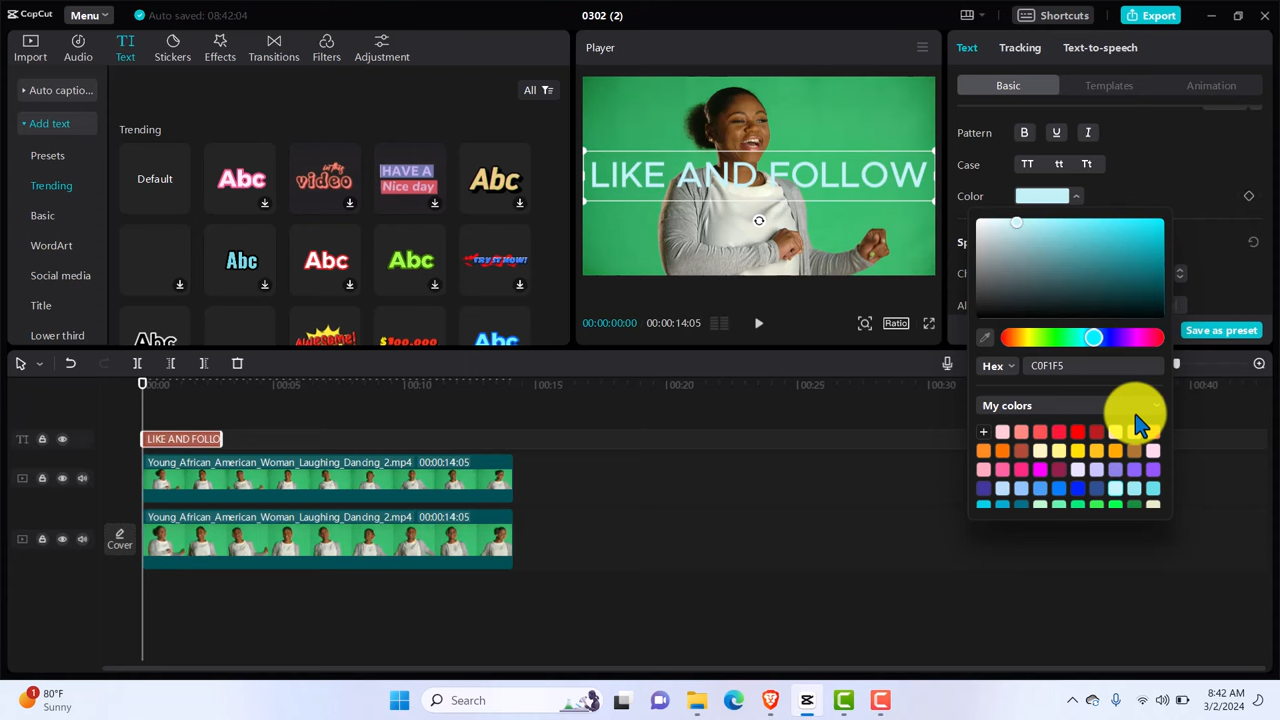 CapCut
Menu
Auto saved: 08:42:04
0302 (2)
Shortcuts
Export
Import
Audio
Text
Stickers
Effects
Transitions
Filters
Adjustment
Auto captio...
Add text
Presets
Trending
Basic
WordArt
Social media
Title
Lower third
All
Trending
Default
Abc
video
HAVE A
Nice day
Abc
Abc
Abc
Abc
TRY IT NOW!
Abc
Awesome
$100,000
Abc
Player
LIKE AND FOLLOW
00:00:00:00
00:00:14:05
Ratio
Text
Tracking
Text-to-speech
Basic
Templates
Animation
Pattern
B
U
I
Case
TT
tt
Tt
Color
Save as preset
Hex
C0F1F5
My colors
00:00
00:05
00:10
00:15
00:20
00:25
00:30
00:40
TI
LIKE AND FOLLO
Young_African_American_Woman_Laughing_Dancing_2.mp4 00:00:14:05
Young_African_American_Woman_Laughing_Dancing_2.mp4 00:00:14:05
Cover
1
80°F
Sunny
Search
8:42 AM
3/2/2024